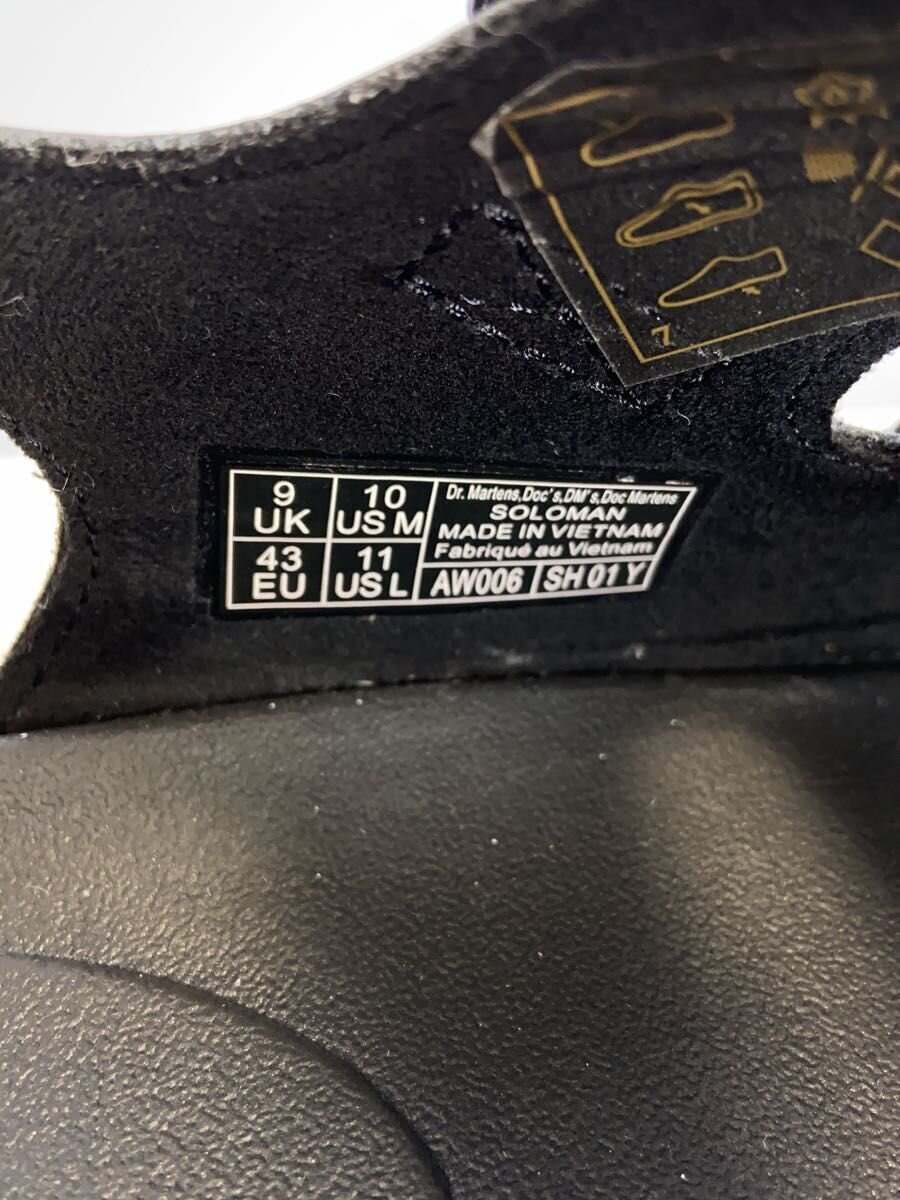 9
UK
10
US M
43
EU
11
US L
Dr. Martens,Doc's,DM's,Doc Martens
SOLOMAN
MADE IN VIETNAM
Fabriqué au Vietnam
AW006
SH 01 Y
7